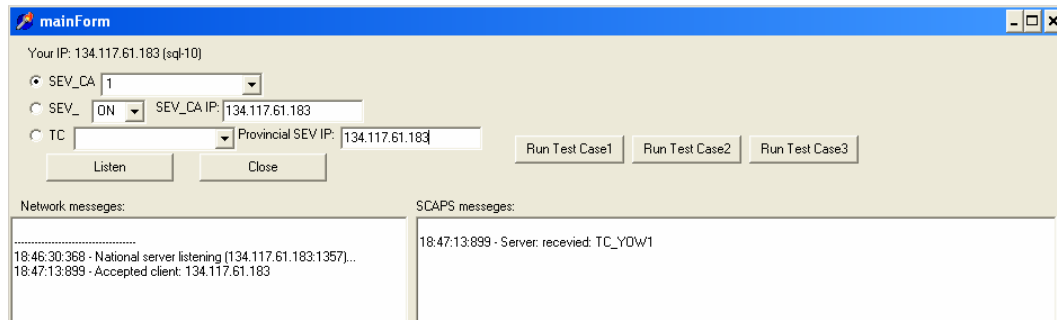 mainForm
Your IP: 134.117.61.183 (sql-10)
SEV_CA 1
SEV_ ON SEV_CA IP: 134.117.61.183
TC Provincial SEV IP: 134.117.61.183
Run Test Case1 Run Test Case2 Run Test Case3
Listen Close
Network messeges:
-----------------------------------
18:46:30:368 - National server listening (134.117.61.183:1357)...
18:47:13:899 - Accepted client: 134.117.61.183
SCAPS messeges:
18:47:13:899 - Server: recevied: TC_YOW1